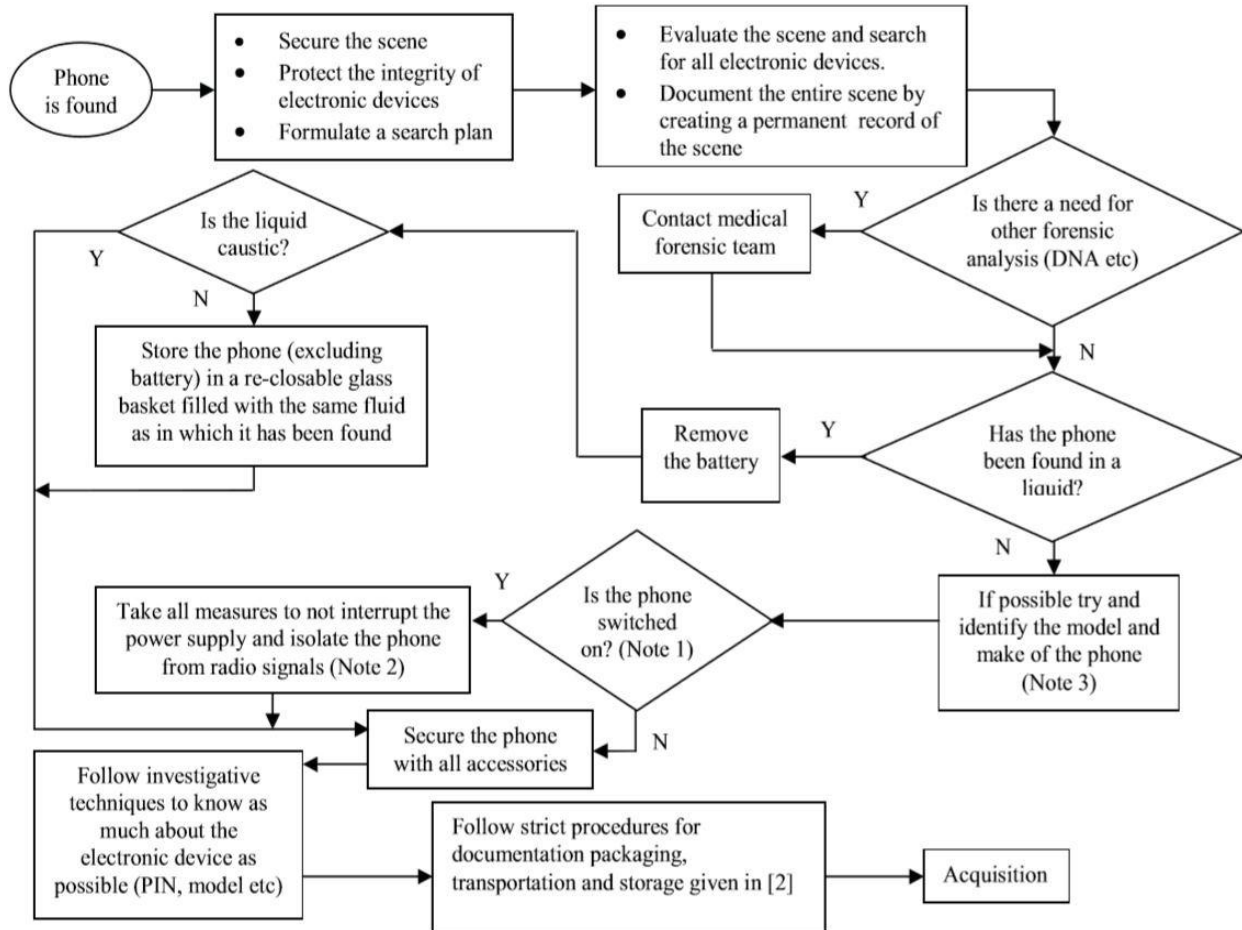 Phone
is found
• Secure the scene
• Protect the integrity of
electronic devices
• Formulate a search plan
• Evaluate the scene and search
for all electronic devices.
• Document the entire scene by
creating a permanent record of
the scene
Is there a need for
other forensic
analysis (DNA etc)
Y
N
Contact medical
forensic team
Has the phone
been found in a
liquid?
Y
N
Remove
the battery
Is the liquid
caustic?
Y
N
Store the phone (excluding
battery) in a re-closable glass
basket filled with the same fluid
as in which it has been found
If possible try and
identify the model and
make of the phone
(Note 3)
Is the phone
switched
on? (Note 1)
Y
N
Take all measures to not interrupt the
power supply and isolate the phone
from radio signals (Note 2)
Secure the phone
with all accessories
Follow investigative
techniques to know as
much about the
electronic device as
possible (PIN, model etc)
Follow strict procedures for
documentation packaging,
transportation and storage given in [2]
Acquisition